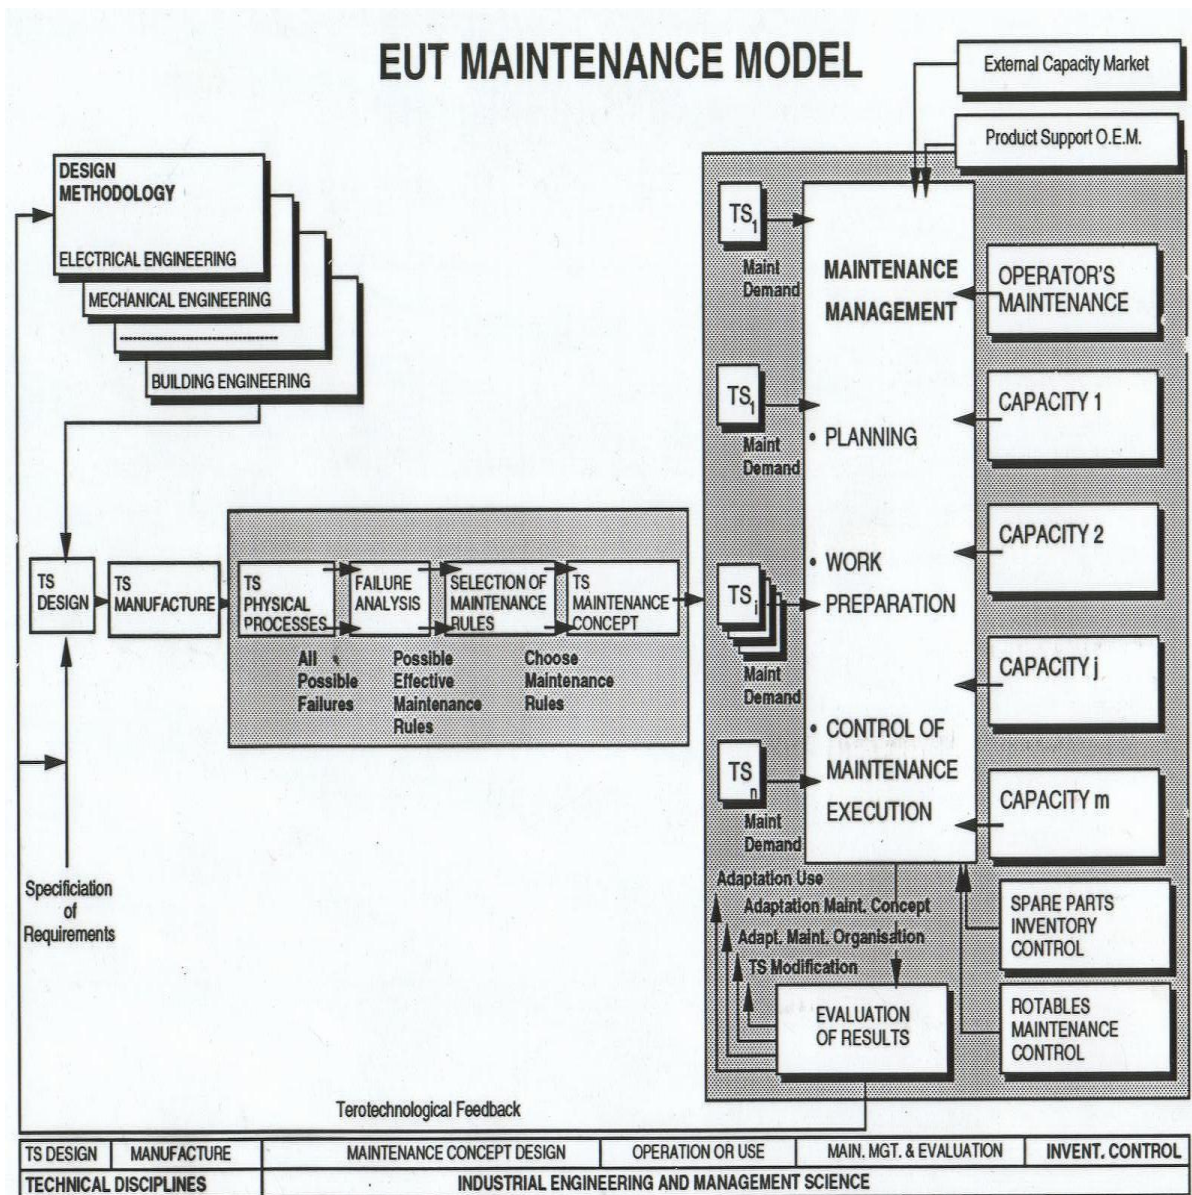 EUT MAINTENANCE MODEL
External Capacity Market
Product Support O.E.M.
DESIGN
METHODOLOGY
ELECTRICAL ENGINEERING
MECHANICAL ENGINEERING
BUILDING ENGINEERING
TS
DESIGN
TS
MANUFACTURE
TS
PHYSICAL
PROCESSES
FAILURE
ANALYSIS
SELECTION OF
MAINTENANCE
RULES
TS
MAINTENANCE
CONCEPT
All
Possible
Failures
Possible
Effective
Maintenance
Rules
Choose
Maintenance
Rules
Specificiation
of
Requirements
TS1
Maint
Demand
TS1
Maint
Demand
TSi
Maint
Demand
TSn
Maint
Demand
MAINTENANCE
MANAGEMENT
• PLANNING
• WORK
PREPARATION
• CONTROL OF
MAINTENANCE
EXECUTION
OPERATOR'S
MAINTENANCE
CAPACITY 1
CAPACITY 2
CAPACITY j
CAPACITY m
SPARE PARTS
INVENTORY
CONTROL
ROTABLES
MAINTENANCE
CONTROL
Adaptation Use
Adaptation Maint. Concept
Adapt. Maint. Organisation
TS Modification
EVALUATION
OF RESULTS
Terotechnological Feedback
TS DESIGN MANUFACTURE MAINTENANCE CONCEPT DESIGN OPERATION OR USE MAIN. MGT. & EVALUATION INVENT. CONTROL
TECHNICAL DISCIPLINES INDUSTRIAL ENGINEERING AND MANAGEMENT SCIENCE